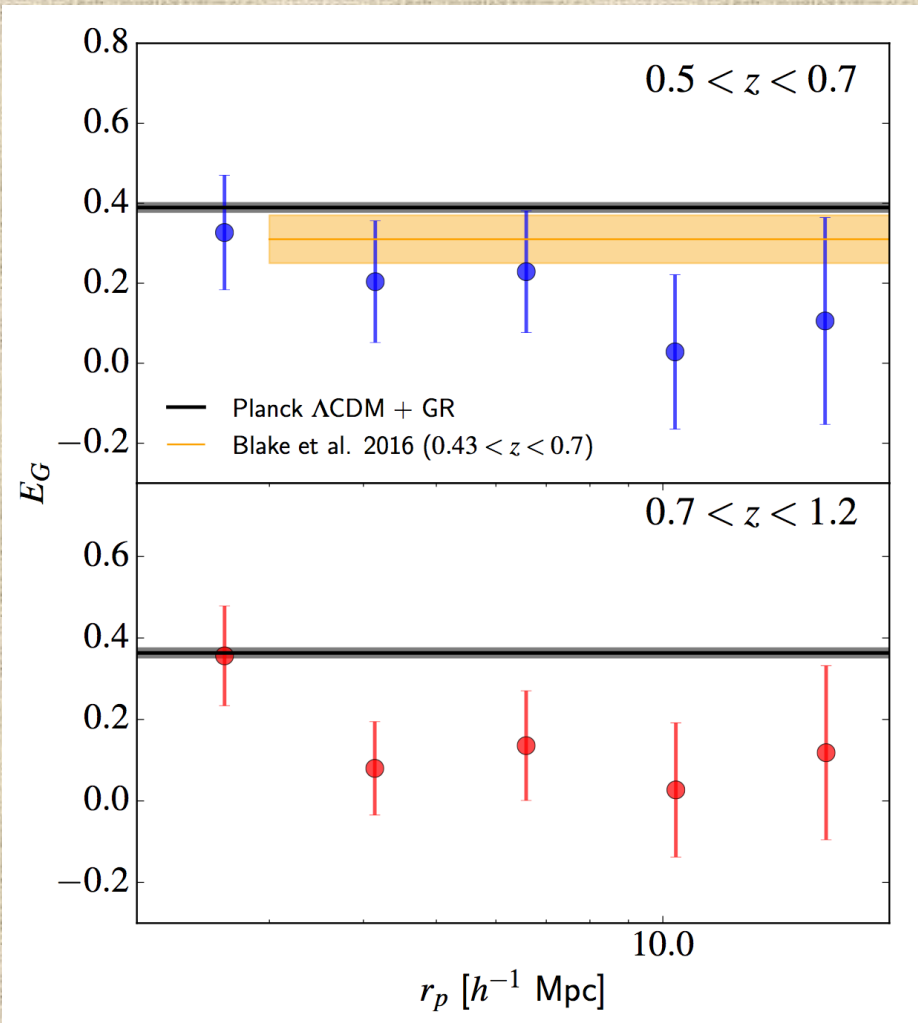 0.8
0.5 < z < 0.7
0.6
0.4
0.2
0.0
Planck ΛCDM + GR
−0.2
Blake et al. 2016 (0.43 < z < 0.7)
E_G
0.7 < z < 1.2
0.6
0.4
0.2
0.0
−0.2
10.0
r_p [h⁻¹ Mpc]